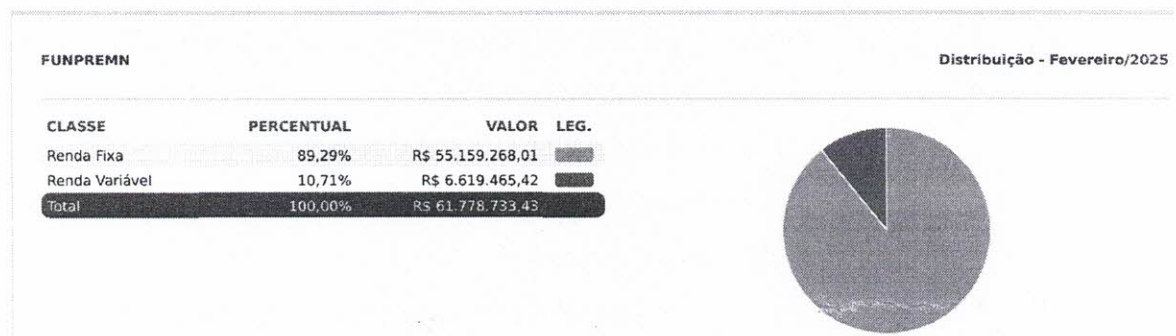 FUNPREMN Distribuição - Fevereiro/2025
CLASSE PERCENTUAL VALOR LEG.
Renda Fixa 89,29% R$ 55.159.268,01
Renda Variável 10,71% R$ 6.619.465,42
Total 100,00% R$ 61.778.733,43